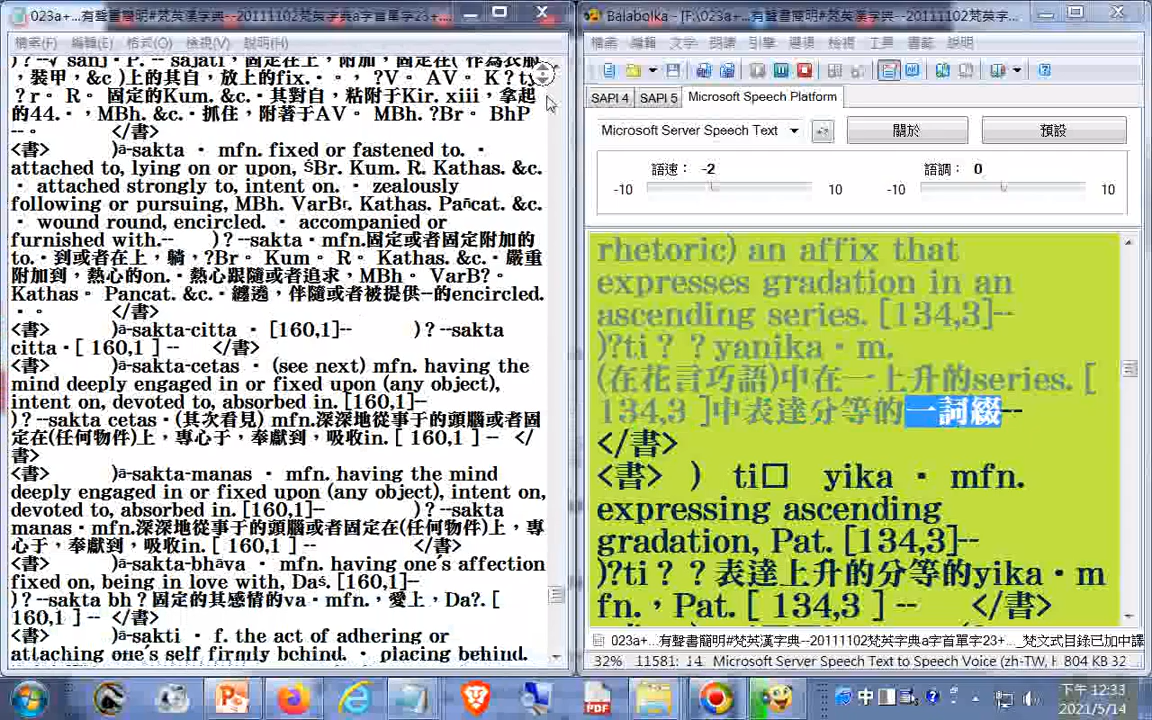 023a+...有聲書簡明#梵英漢字典--20111102梵英字典a字首單字23+...
檔案(F) 編輯(E) 格式(O) 檢視(V) 說明(H)
)?--√ sañj‧P. -- sajati, 固定在上,附加,固定在( 作為衣服
,裝甲, &c )上的其自,放上的fix.‧。, ?V。 AV。 K?tx
?r。 R。 固定的Kum. &c.‧其對自,粘附于Kir. xiii,拿起
的44.‧, MBh. &c.‧抓住,附著于AV。 MBh. ?Br。 BhP
--。 </書>
<書> )ā-sakta ‧ mfn. fixed or fastened to. ‧
attached to, lying on or upon, ŚBr. Kum. R. Kathas. &c.
‧ attached strongly to, intent on. ‧ zealously
following or pursuing, MBh. VarBr. Kathas. Pañcat. &c.
‧ wound round, encircled. ‧ accompanied or
furnished with.-- )?--sakta‧mfn.固定或者固定附加的
to.‧到或者在上,躺,?Br。 Kum。 R。 Kathas. &c.‧嚴重
附加到,熱心的on.‧熱心跟隨或者追求,MBh。 VarB?。
Kathas。 Pancat. &c.‧纏過,伴隨或者被提供-的encircled.
‧。 </書>
<書> )ā-sakta-citta ‧ [160,1]-- )?--sakta
citta‧[ 160,1 ]-- </書>
<書> )ā-sakta-cetas ‧ (see next) mfn. having the
mind deeply engaged in or fixed upon (any object),
intent on, devoted to, absorbed in. [160,1]--
)?--sakta cetas‧(其次看見) mfn.深深地從事于的頭腦或者固
定在(任何物件)上,專心于,奉獻到,吸收in. [ 160,1 ] -- </
書>
<書> )ā-sakta-manas ‧ mfn. having the mind
deeply engaged in or fixed upon (any object), intent on,
devoted to, absorbed in. [160,1]-- )?--sakta
manas‧mfn.深深地從事于的頭腦或者固定在(任何物件)上,專
心于,奉獻到,吸收in. [ 160,1 ] -- </書>
<書> )ā-sakta-bhāva ‧ mfn. having one's affection
fixed on, being in love with, Daś. [160,1]--
)?--sakta bh?固定的其感情的va‧mfn.,愛上,Da?. [
160,1 ] -- </書>
<書> )ā-sakti ‧ f. the act of adhering or
attaching one's self firmly behind. ‧ placing behind.
Balabolka - [F:\023a+...有聲書簡明#梵英漢字典--20111102梵英字...
檔案 編輯 文字 朗讀 引擎 選項 檢視 工具 書籤 說明
SAPI 4 SAPI 5 Microsoft Speech Platform
Microsoft Server Speech Text 關於 預設
語速: -2 語調: 0
-10 10 -10 10
rhetoric) an affix that
expresses gradation in an
ascending series. [134,3]--
)?ti??yanika‧m.
(在花言巧語)中在一上升的series. [
134,3 ]中表達分等的一詞綴--
</書>
<書> ) ti□ yika ‧ mfn.
expressing ascending
gradation, Pat. [134,3]--
)?ti??表達上升的分等的yika‧m
fn.,Pat. [ 134,3 ] -- </書>
023a+...有聲書簡明#梵英漢字典--20111102梵英字典a字首單字23+..._梵文式目錄已加中譯
32% 11581: 14 Microsoft Server Speech Text to Speech Voice (zh-TW, H 804 KB 32
中
下午 12:33
2021/5/14